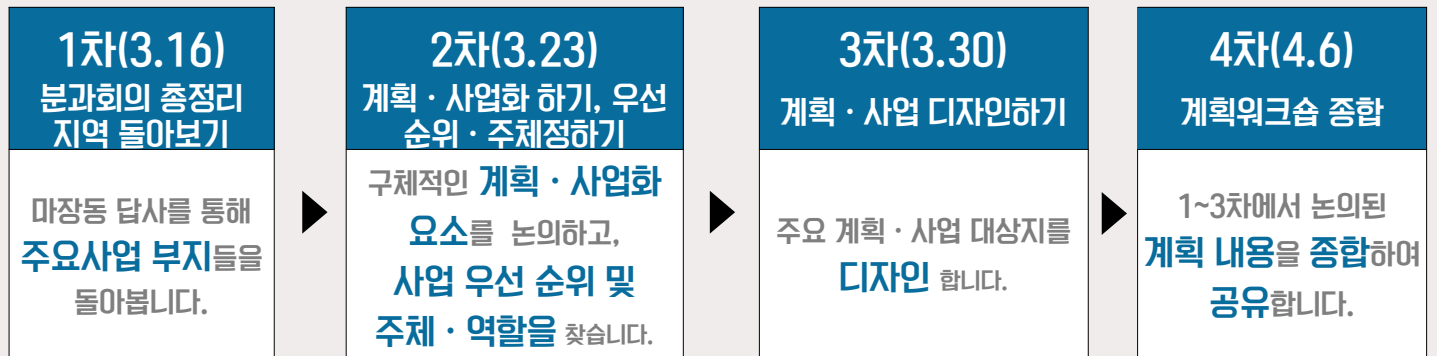 1차(3.16)
분과회의 총정리
지역 돌아보기
마장동 답사를 통해
주요사업 부지들을
돌아봅니다.
2차(3.23)
계획·사업화 하기, 우선
순위·주체정하기
구체적인 계획·사업화
요소를 논의하고,
사업 우선 순위 및
주체·역할을 찾습니다.
3차(3.30)
계획·사업 디자인하기
주요 계획·사업 대상지를
디자인 합니다.
4차(4.6)
계획워크숍 종합
1~3차에서 논의된
계획 내용을 종합하여
공유합니다.